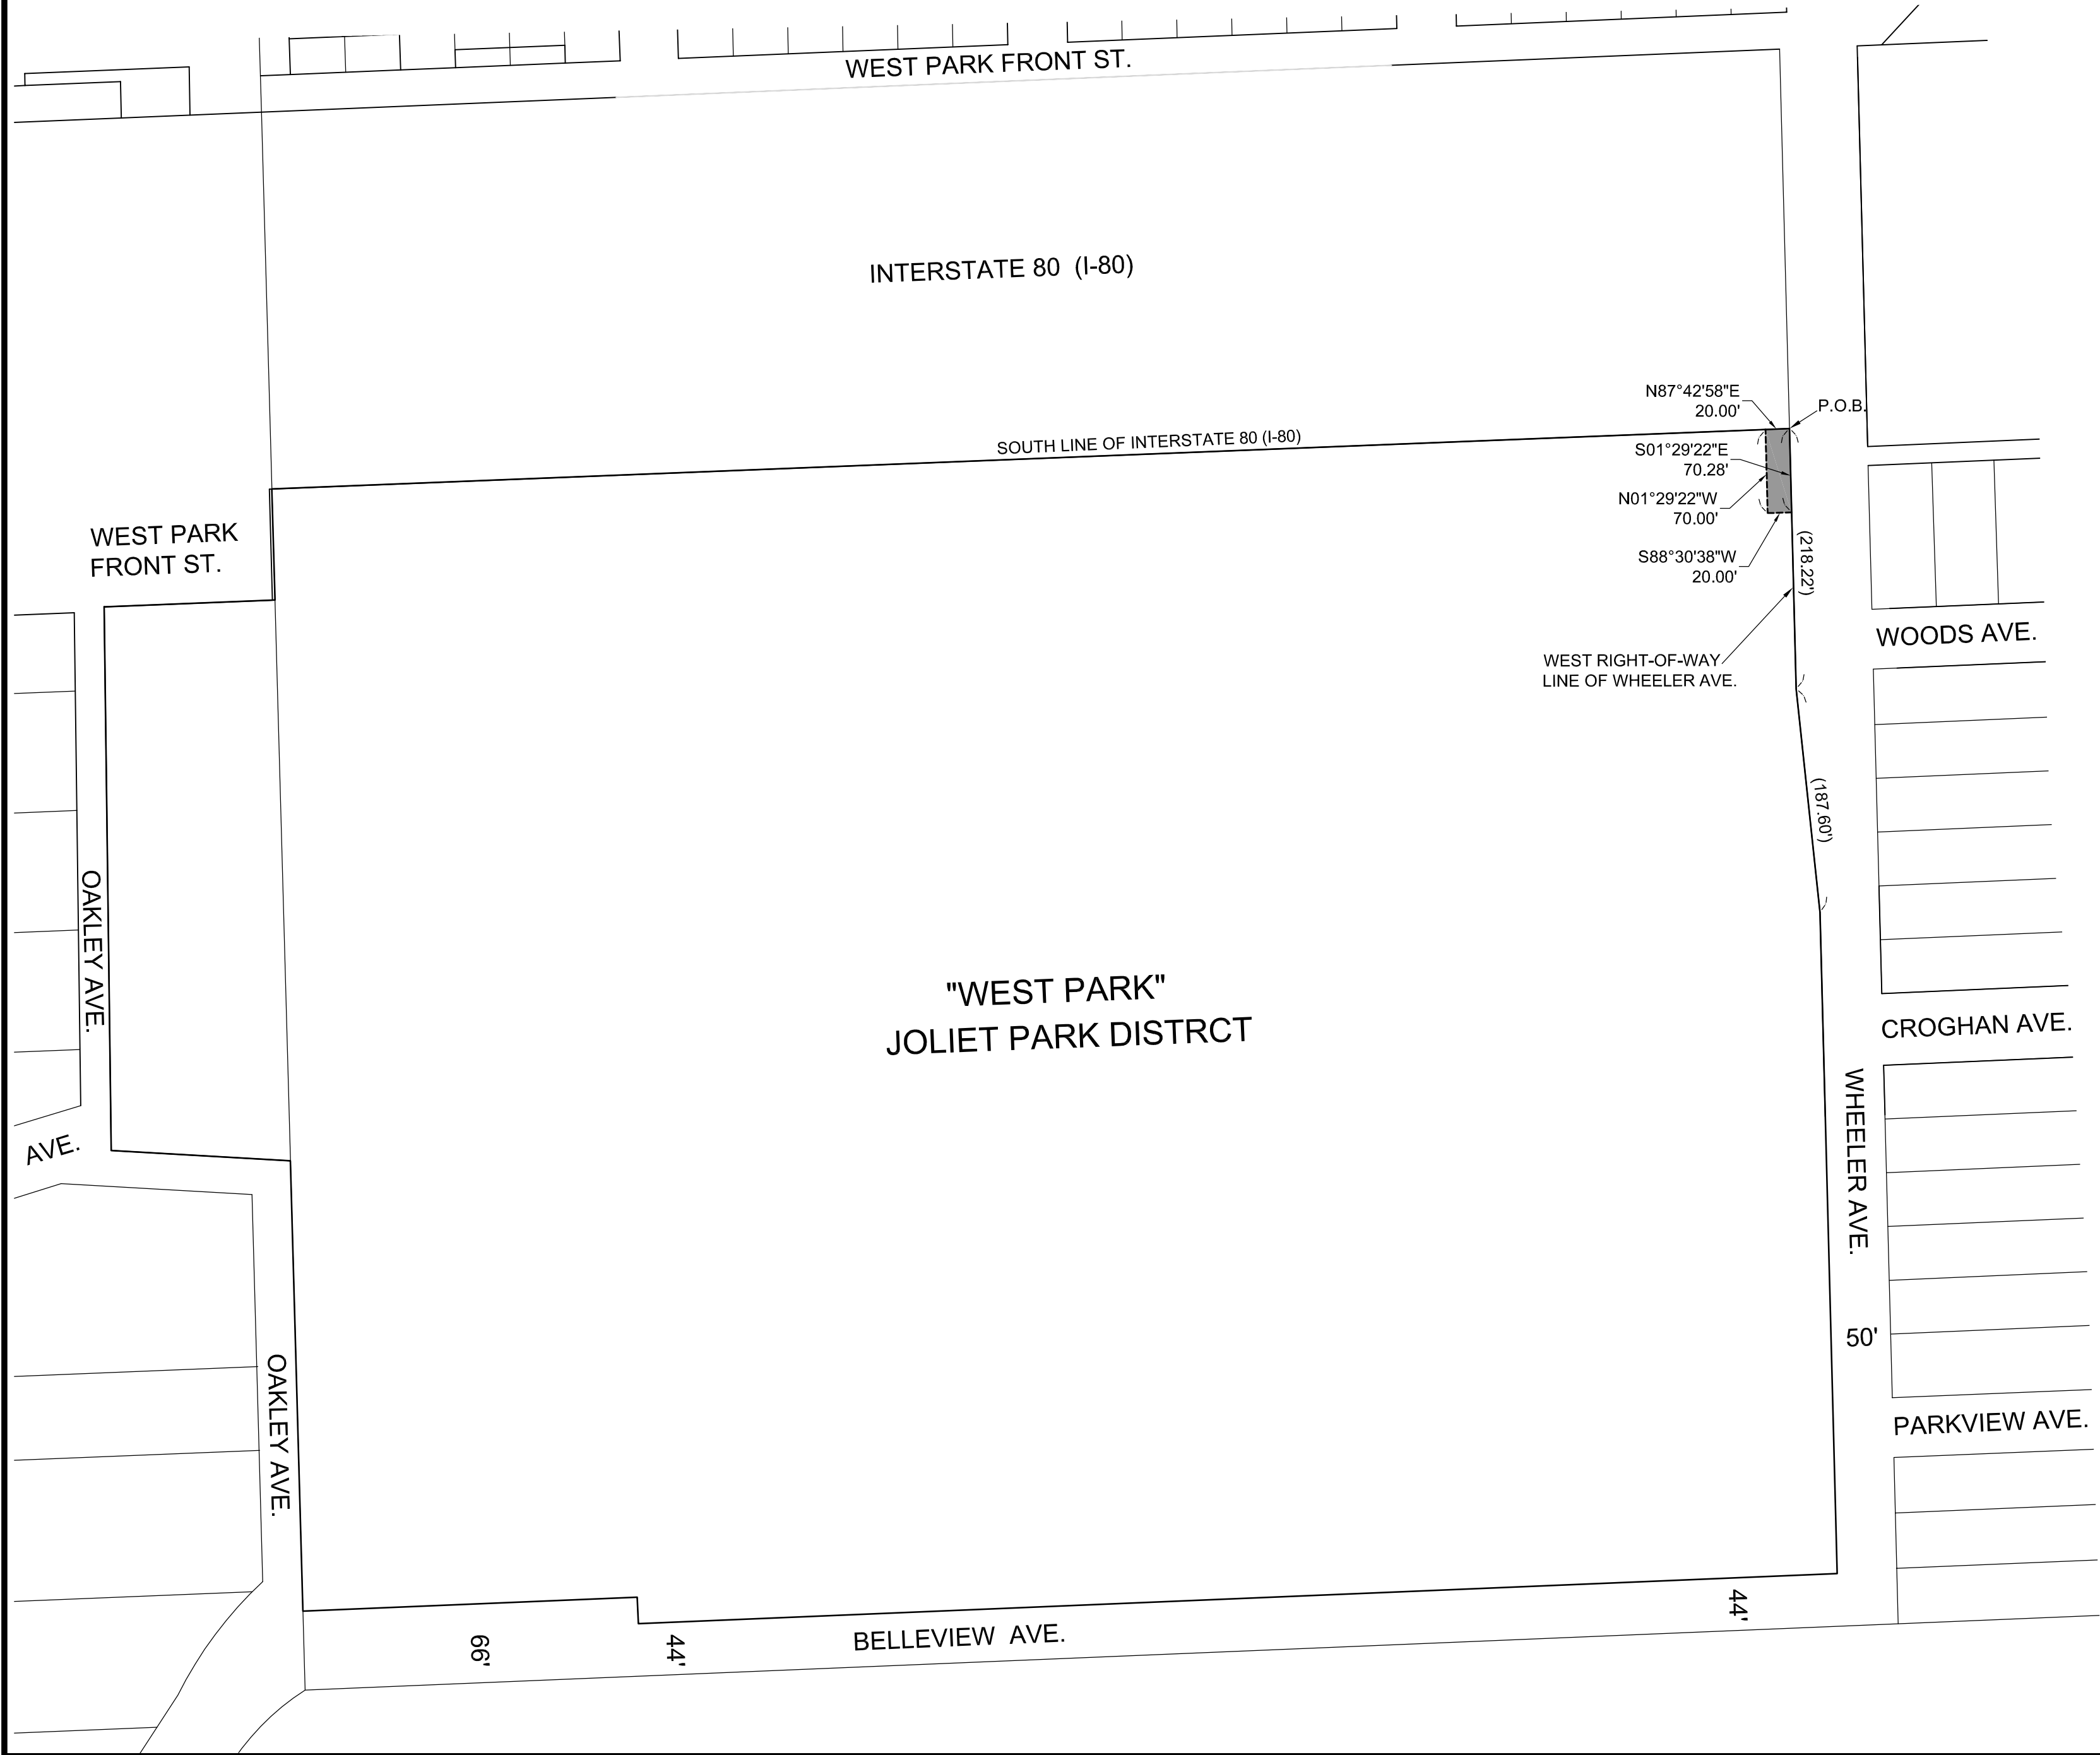 WEST PARK FRONT ST.
INTERSTATE 80 (I-80)
N87°42'58"E
20.00'
P.O.B.
SOUTH LINE OF INTERSTATE 80 (I-80)
S01°29'22"E
70.28'
N01°29'22"W
70.00'
WEST PARK
FRONT ST.
S88°30'38"W
20.00'
(218.22')
WOODS AVE.
WEST RIGHT-OF-WAY
LINE OF WHEELER AVE.
(187.60')
OAKLEY AVE.
"WEST PARK"
JOLIET PARK DISTRCT
CROGHAN AVE.
WHEELER AVE.
AVE.
50'
OAKLEY AVE.
PARKVIEW AVE.
66'
44'
BELLEVIEW AVE.
44'